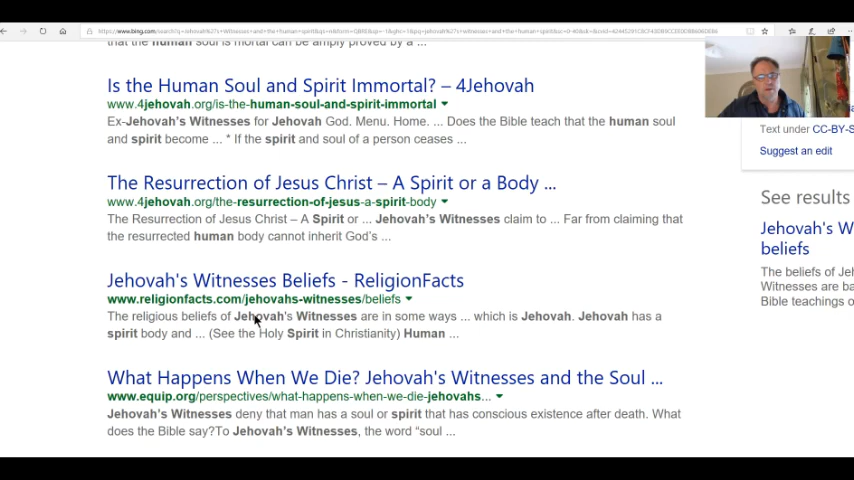 that the human soul is mortal can be amply proved by a ...
Is the Human Soul and Spirit Immortal? – 4Jehovah
www.4jehovah.org/is-the-human-soul-and-spirit-immortal
Ex-Jehovah's Witnesses for Jehovah God. Menu. Home. ... Does the Bible teach that the human soul
and spirit become ... * If the spirit and soul of a person ceases ...
The Resurrection of Jesus Christ – A Spirit or a Body ...
www.4jehovah.org/the-resurrection-of-jesus-a-spirit-body
The Resurrection of Jesus Christ – A Spirit or ... Jehovah's Witnesses claim to ... Far from claiming that
the resurrected human body cannot inherit God's ...
Jehovah's Witnesses Beliefs - ReligionFacts
www.religionfacts.com/jehovahs-witnesses/beliefs
The religious beliefs of Jehovah's Witnesses are in some ways ... which is Jehovah. Jehovah has a
spirit body and ... (See the Holy Spirit in Christianity) Human ...
What Happens When We Die? Jehovah's Witnesses and the Soul ...
www.equip.org/perspectives/what-happens-when-we-die-jehovahs...
Jehovah's Witnesses deny that man has a soul or spirit that has conscious existence after death. What
does the Bible say?To Jehovah's Witnesses, the word "soul ...
Text under CC-BY-S
Suggest an edit
See results
Jehovah's W
beliefs
The beliefs of Jeh
Witnesses are ba
Bible teachings o